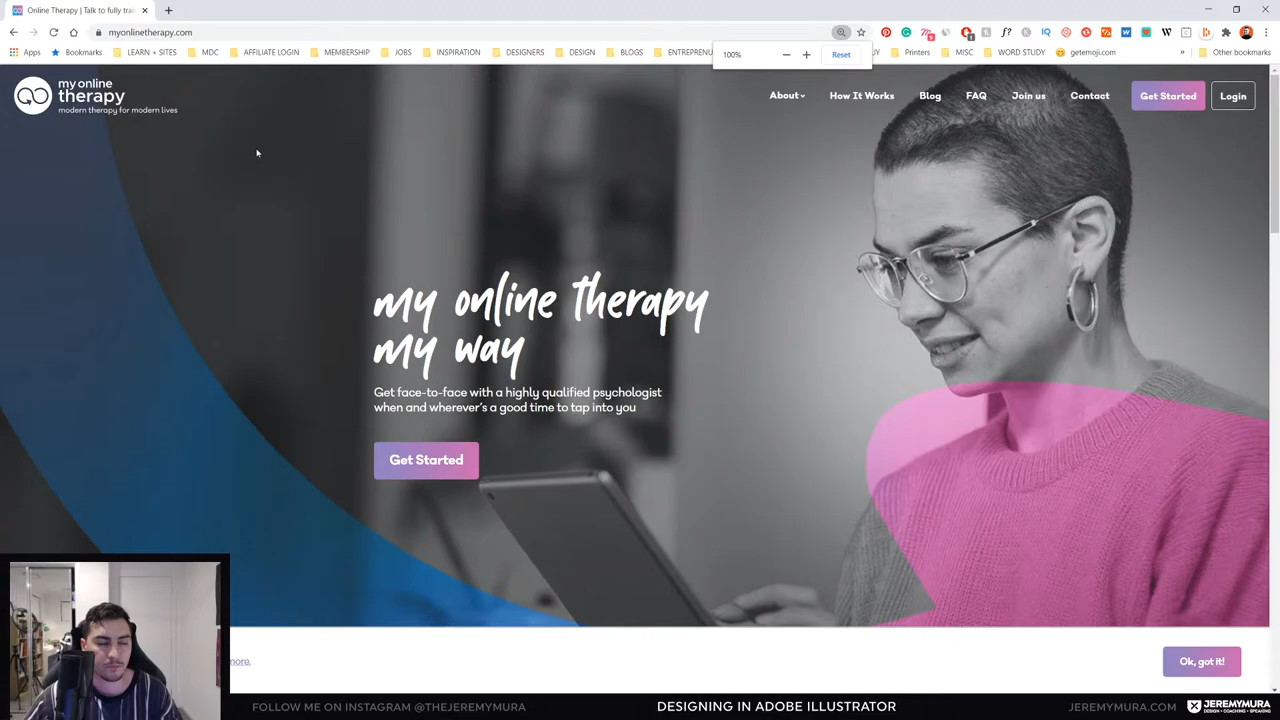 Online Therapy | Talk to fully trai
myonlinetherapy.com
Apps
Bookmarks
LEARN + SITES
MDC
AFFILIATE LOGIN
MEMBERSHIP
JOBS
INSPIRATION
DESIGNERS
DESIGN
BLOGS
ENTREPRENEU
Printers
MISC
WORD STUDY
getemoji.com
»
Other bookmarks
100%
Reset
my online
therapy
modern therapy for modern lives
About
How It Works
Blog
FAQ
Join us
Contact
Get Started
Login
my online therapy
my way
Get face-to-face with a highly qualified psychologist
when and wherever's a good time to tap into you
Get Started
more.
Ok, got it!
FOLLOW ME ON INSTAGRAM @THEJEREMYMURA
DESIGNING IN ADOBE ILLUSTRATOR
JEREMYMURA.COM
JEREMYMURA
DESIGN • COACHING • SPEAKING